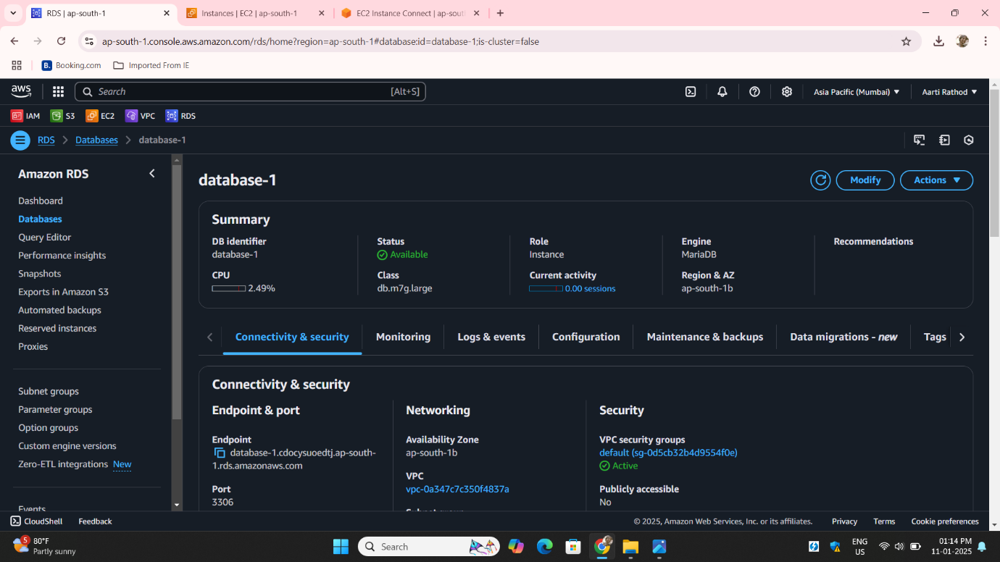 RDS | ap-south-1
Instances | EC2 | ap-south-1
EC2 Instance Connect | ap-sout
ap-south-1.console.aws.amazon.com/rds/home?region=ap-south-1#database:id=database-1;is-cluster=false
B. Booking.com
Imported From IE
aws
Search
[Alt+S]
Asia Pacific (Mumbai)
Aarti Rathod
IAM
S3
EC2
VPC
RDS
RDS
Databases
database-1
Amazon RDS
Dashboard
Databases
Query Editor
Performance insights
Snapshots
Exports in Amazon S3
Automated backups
Reserved instances
Proxies
Subnet groups
Parameter groups
Option groups
Custom engine versions
Zero-ETL integrations New
Events
database-1
Modify
Actions
Summary
DB identifier
database-1
Status
Available
Role
Instance
Engine
MariaDB
Recommendations
CPU
2.49%
Class
db.m7g.large
Current activity
0.00 sessions
Region & AZ
ap-south-1b
Connectivity & security
Monitoring
Logs & events
Configuration
Maintenance & backups
Data migrations - new
Tags
Connectivity & security
Endpoint & port
Endpoint
database-1.cdocysuoedtj.ap-south-
1.rds.amazonaws.com
Port
3306
Networking
Availability Zone
ap-south-1b
VPC
vpc-0a347c7c350f4837a
Subnet group
Security
VPC security groups
default (sg-0d5cb32b4d9554f0e)
Active
Publicly accessible
No
CloudShell
Feedback
© 2025, Amazon Web Services, Inc. or its affiliates.
Privacy
Terms
Cookie preferences
5
80°F
Partly sunny
Search
ENG
US
01:14 PM
11-01-2025